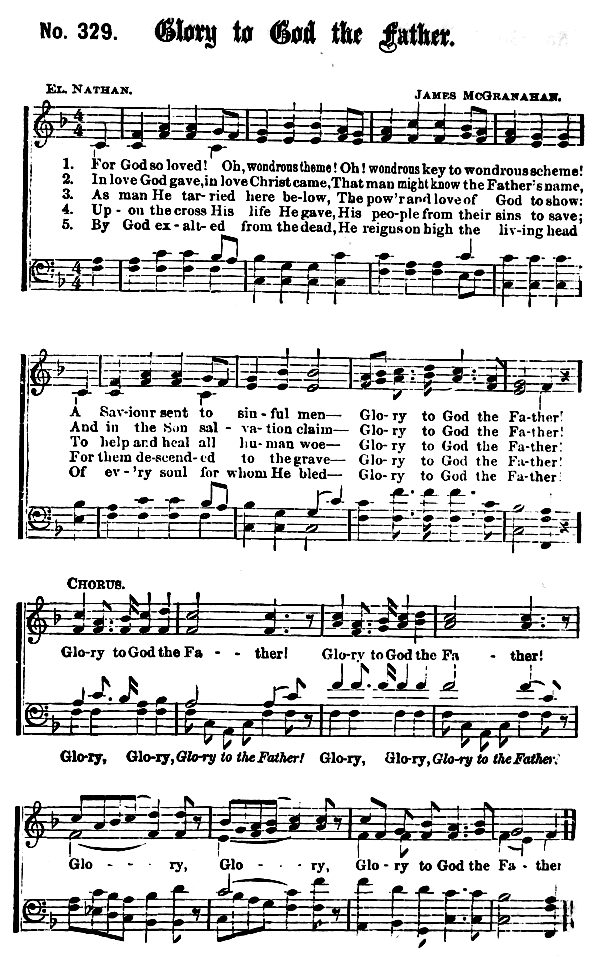 No. 329. Glory to God the Father.
El. Nathan. James McGranahan.
1. For God so loved! Oh, wondrous theme! Oh! wondrous key to wondrous scheme!
2. In love God gave, in love Christ came, That man might know the Father's name,
3. As man He tar-ried here be-low, The pow'r and love of God to show:
4. Up - on the cross His life He gave, His peo-ple from their sins to save;
5. By God ex - alt-ed from the dead, He reigus on high the liv-ing head
A Saviour sent to sin-ful men— Glo-ry to God the Fa-ther!
And in the Son sal - va-tion claim— Glo-ry to God the Fa-ther!
To help and heal all hu-man woe— Glo-ry to God the Fa-ther!
For them de-scend-ed to the grave— Glo-ry to God the Fa-ther!
Of ev-'ry soul for whom He bled— Glo-ry to God the Fa-ther!
Chorus.
Glo-ry to God the Fa - - ther! Glo-ry to God the Fa - ther!
Glo-ry, Glo-ry, Glo-ry to the Father! Glo-ry, Glo-ry, Glo-ry to the Father!
Glo - - - ry, Glo - - - ry, Glo-ry to God the Fa-ther